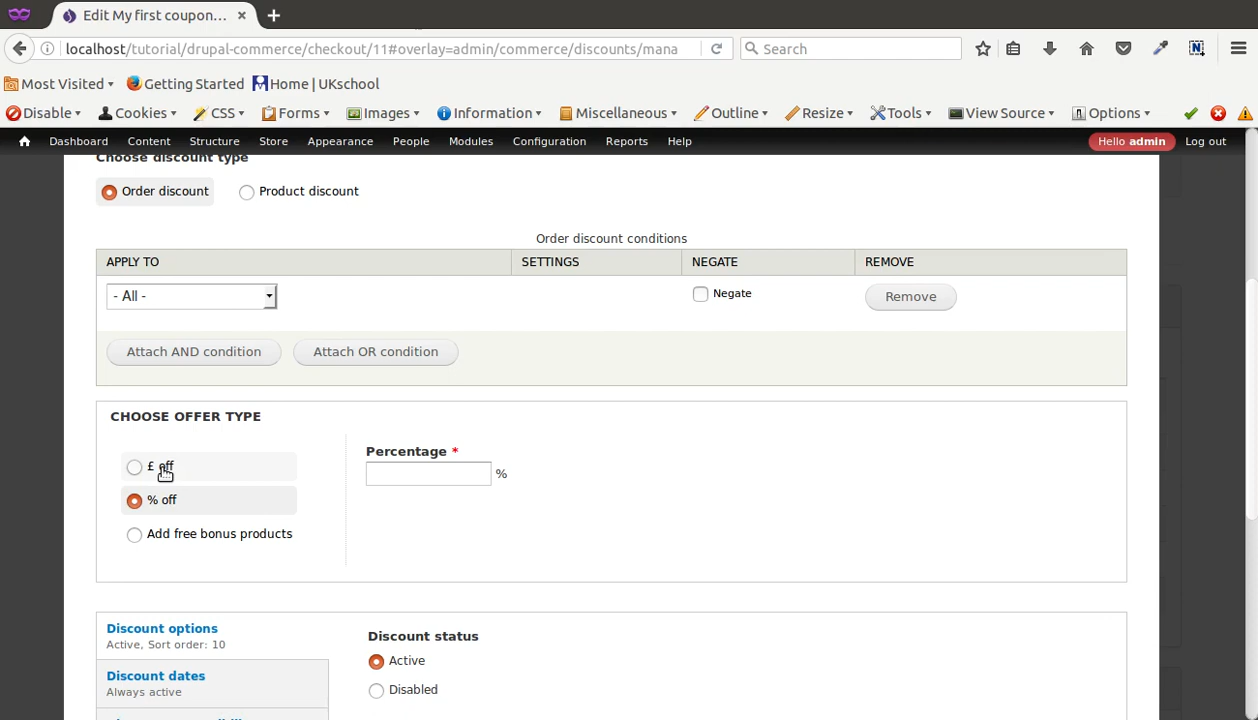 Edit My first coupon... × +
localhost/tutorial/drupal-commerce/checkout/11#overlay=admin/commerce/discounts/mana Search
Most Visited Getting Started Home | UKschool
Disable Cookies CSS Forms Images Information Miscellaneous Outline Resize Tools View Source Options
Dashboard Content Structure Store Appearance People Modules Configuration Reports Help Hello admin Log out
Choose discount type
Order discount Product discount
Order discount conditions
APPLY TO SETTINGS NEGATE REMOVE
- All - Negate Remove
Attach AND condition Attach OR condition
CHOOSE OFFER TYPE
£ off
% off
Add free bonus products
Percentage *
%
Discount options
Active, Sort order: 10
Discount dates
Always active
Discount status
Active
Disabled